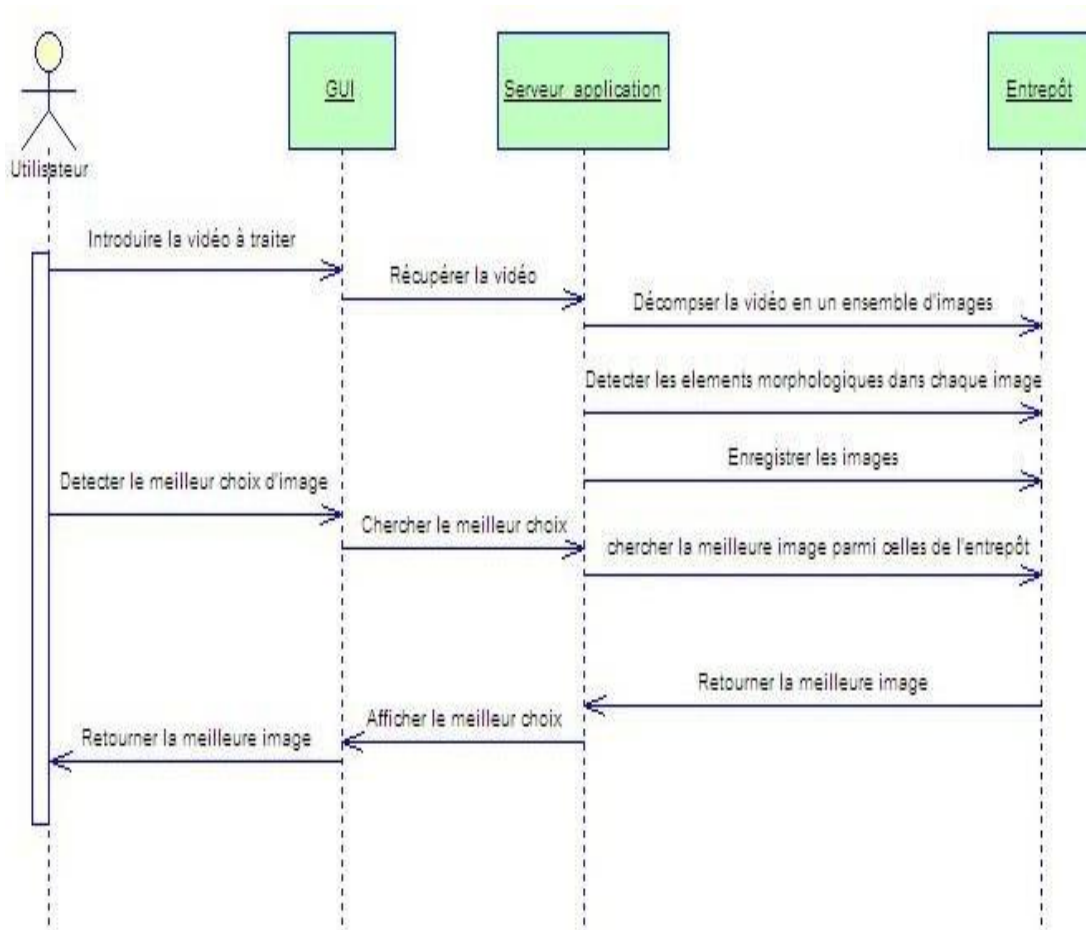 GUI
Serveur application
Entrepôt
Utilisateur
Introduire la vidéo à traiter
Récupérer la vidéo
Décompser la vidéo en un ensemble d'images
Detecter les elements morphologiques dans chaque image
Enregistrer les images
Detecter le meilleur choix d'image
Chercher le meilleur choix
chercher la meilleure image parmi celles de l'entrepôt
Retourner la meilleure image
Afficher le meilleur choix
Retourner la meilleure image